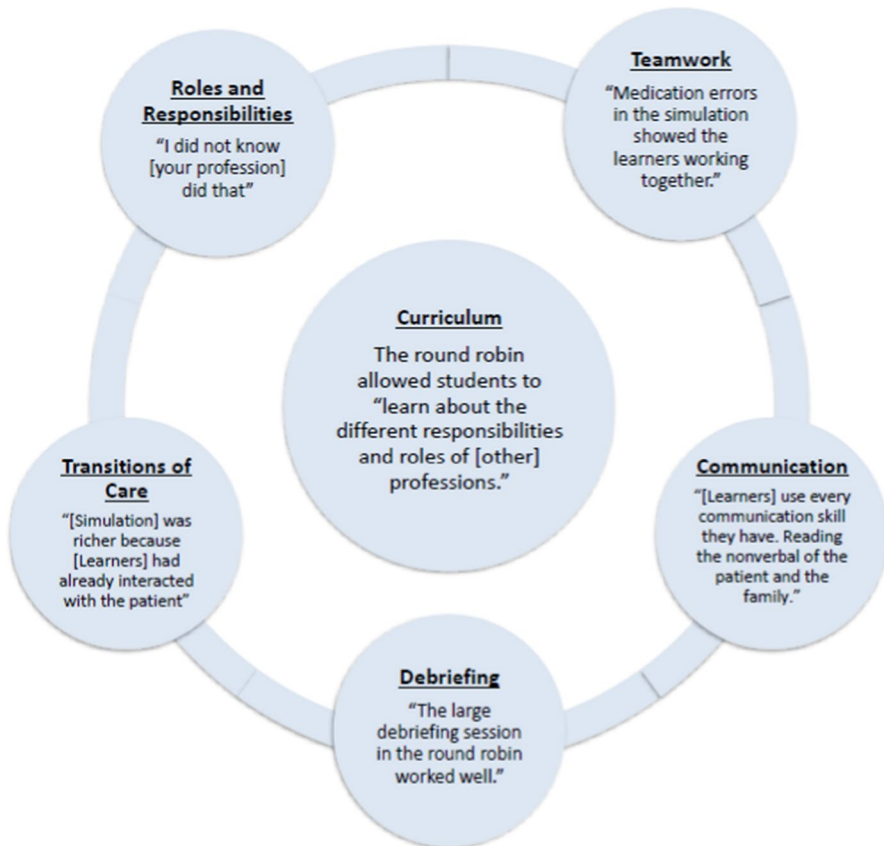 Roles and
Responsibilities
“I did not know
[your profession]
did that”
Teamwork
“Medication errors
in the simulation
showed the
learners working
together.”
Curriculum
The round robin
allowed students to
“learn about the
different responsibilities
and roles of [other]
professions.”
Transitions of
Care
“[Simulation] was
richer because
[Learners] had
already interacted
with the patient”
Communication
“[Learners] use every
communication skill
they have. Reading
the nonverbal of the
patient and the
family.”
Debriefing
“The large
debriefing session
in the round robin
worked well.”